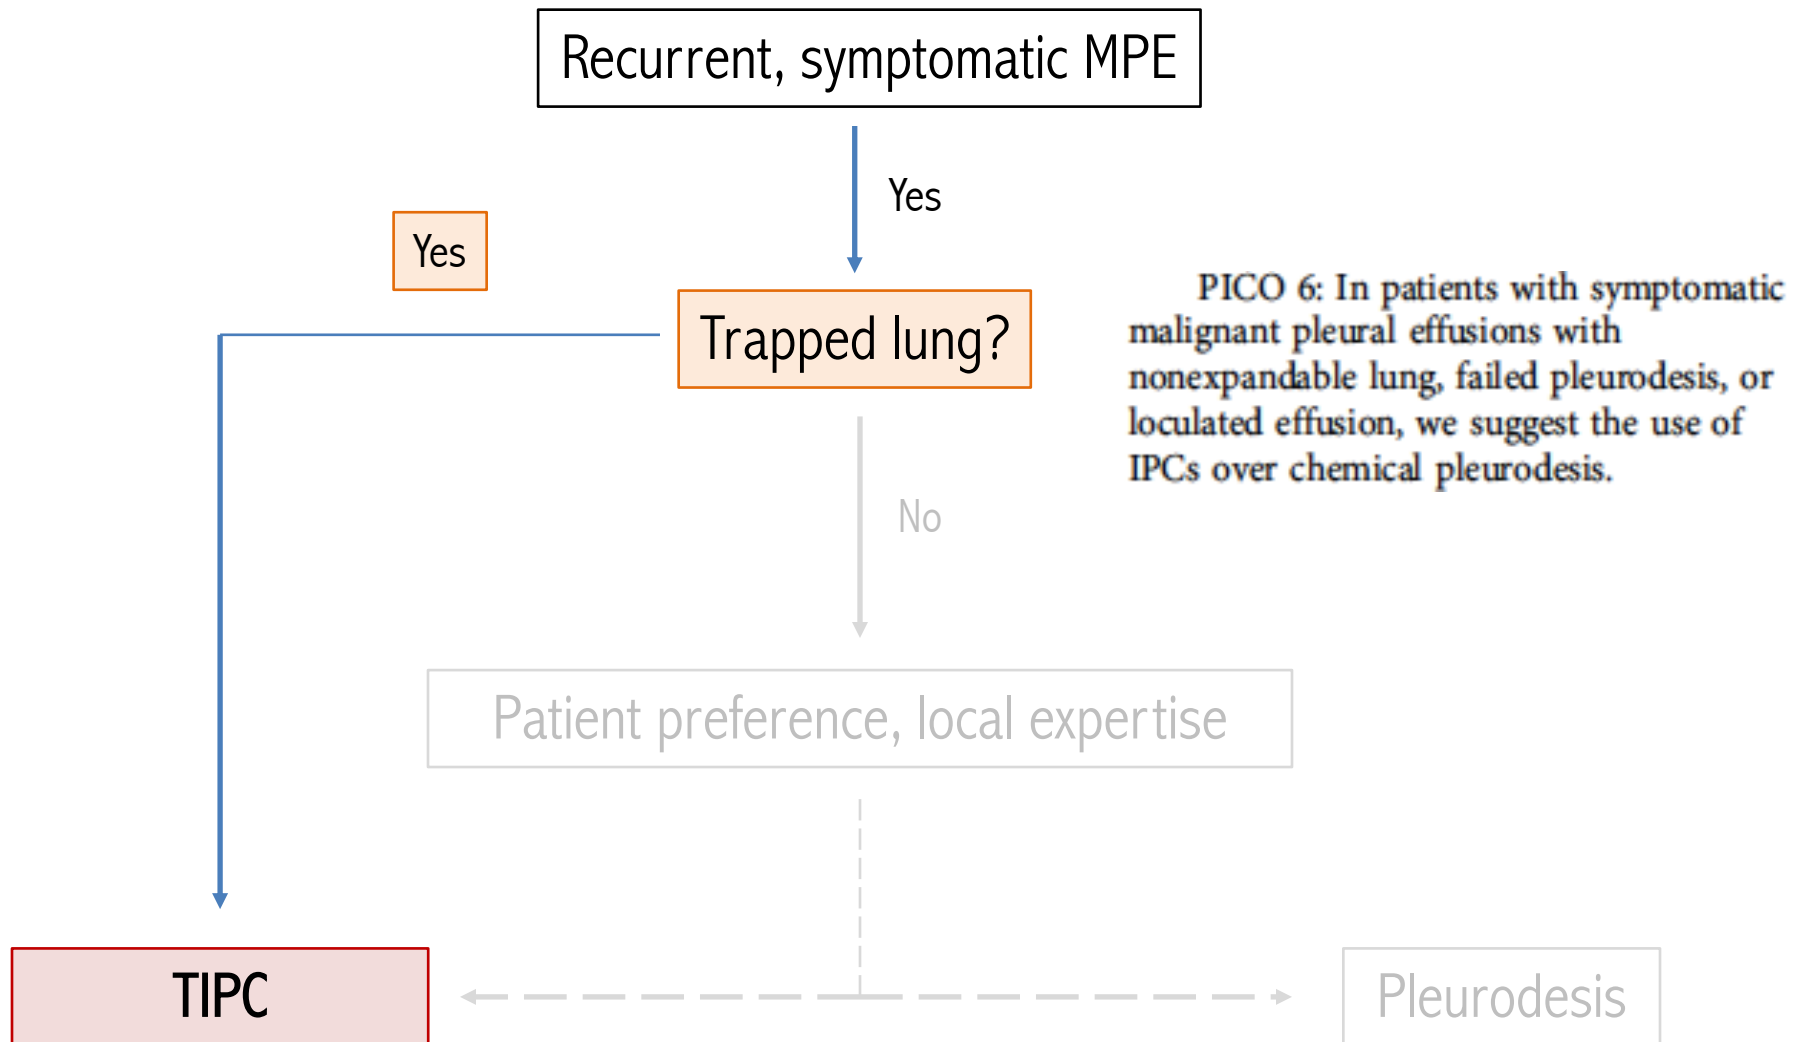 Recurrent, symptomatic MPE
Yes
Yes
Trapped lung?
PICO 6: In patients with symptomatic
malignant pleural effusions with
nonexpandable lung, failed pleurodesis, or
loculated effusion, we suggest the use of
IPCs over chemical pleurodesis.
No
Patient preference, local expertise
TIPC
Pleurodesis